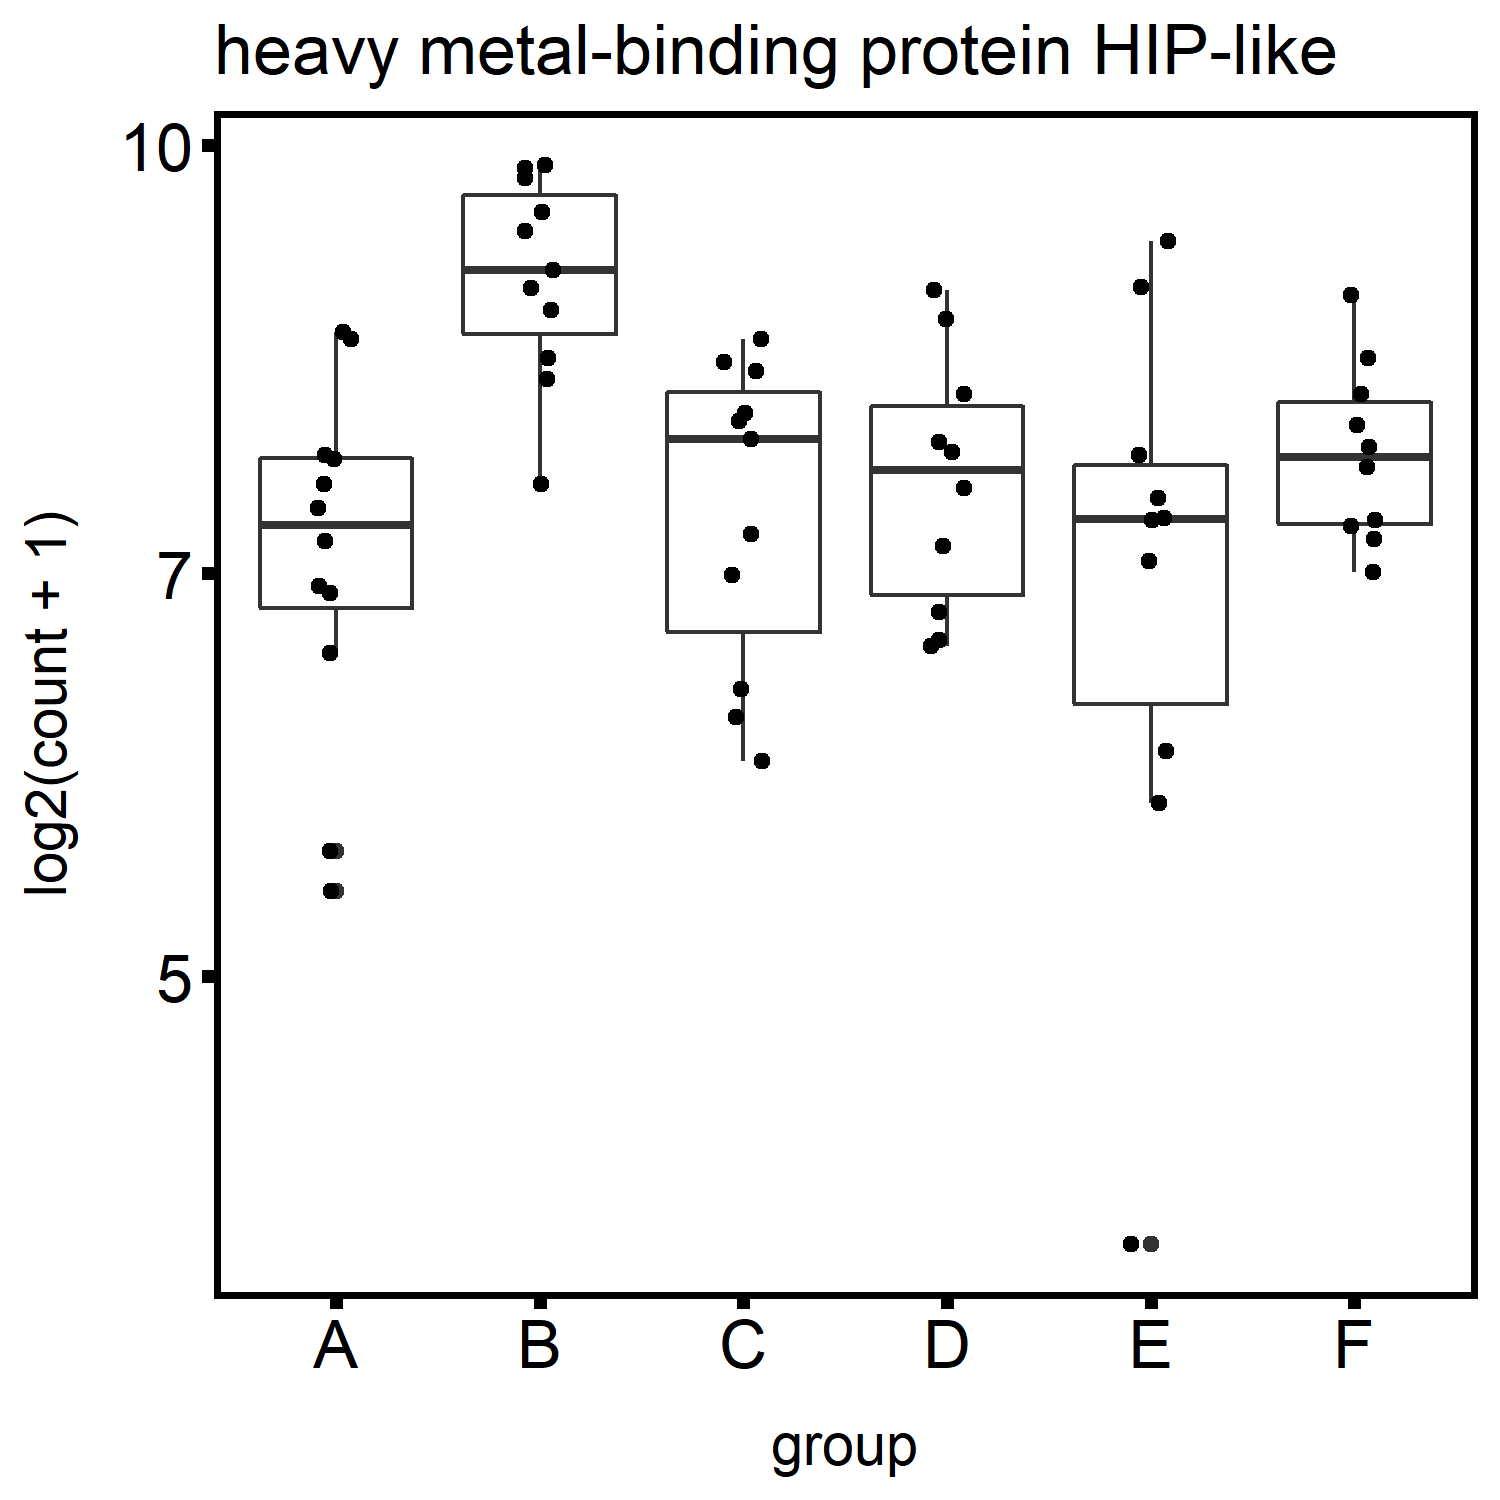 heavy metal-binding protein HIP-like
10
7
5
log2(count + 1)
A B C D E F
group